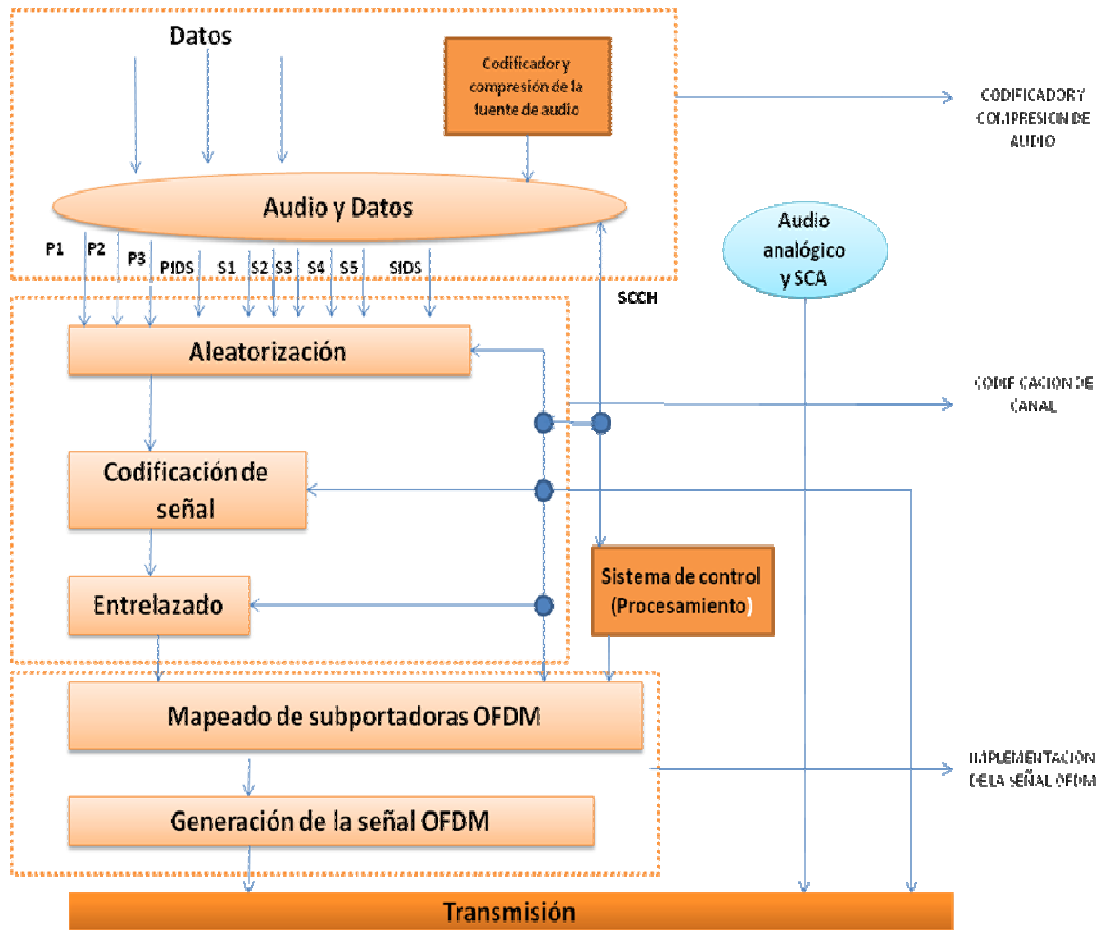 Datos
Codificador y
compresión de la
fuente de audio
CODIFICADOR Y
COMPRESION DE
AUDIO
Audio y Datos
Audio
analógico
y SCA
P1
P2
P3
PIDS
S1
S2
S3
S4
S5
SIDS
SCCH
Aleatorización
CODIFICACION DE
CANAL
Codificación de
señal
Entrelazado
Sistema de control
(Procesamiento)
Mapeado de subportadoras OFDM
IMPLEMENTACION
DE LA SEÑAL OFDM
Generación de la señal OFDM
Transmisión